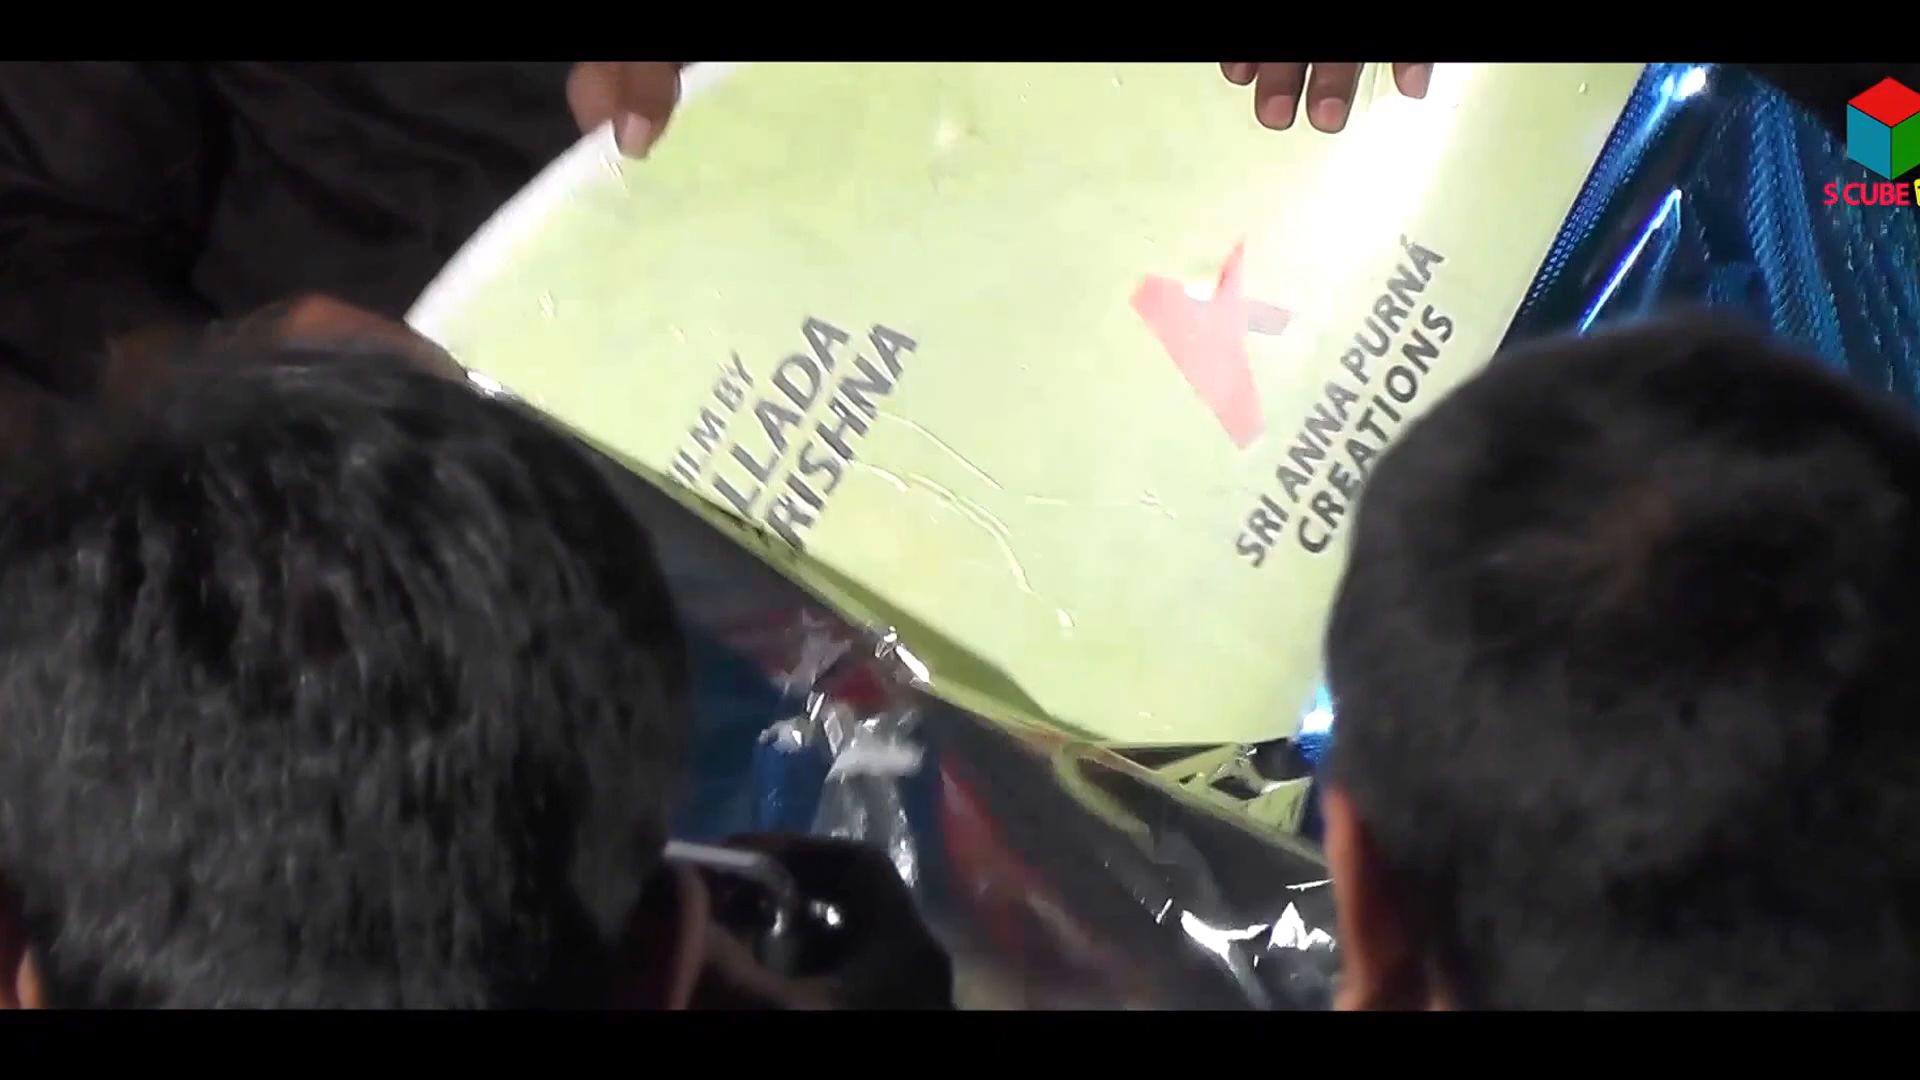 ILM BY
LLADA
RISHNA
SRI ANNA PURNA
CREATIONS
S CUBE